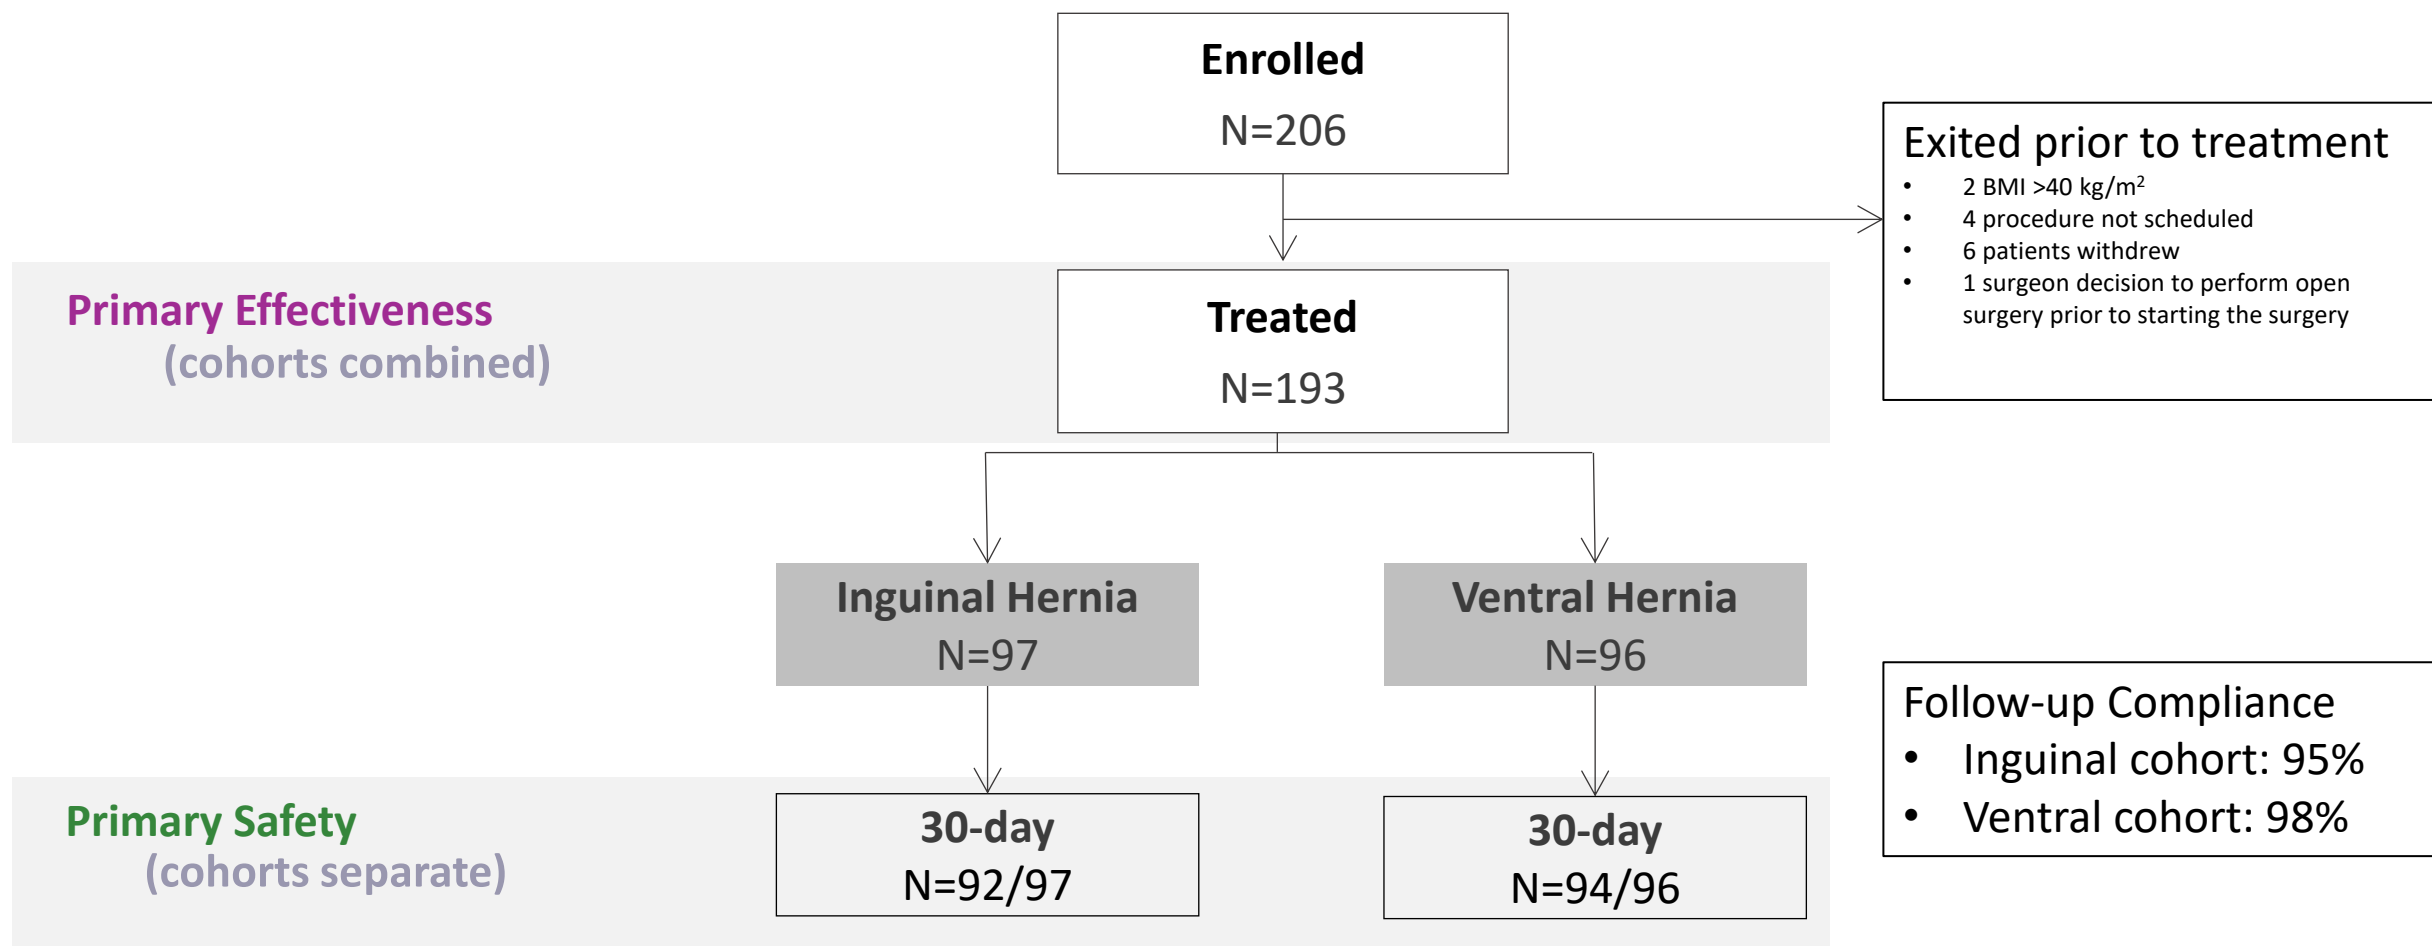 Enrolled
N=206
Exited prior to treatment
• 2 BMI >40 kg/m²
• 4 procedure not scheduled
• 6 patients withdrew
• 1 surgeon decision to perform open
surgery prior to starting the surgery
Primary Effectiveness
(cohorts combined)
Treated
N=193
Inguinal Hernia
N=97
Ventral Hernia
N=96
Follow-up Compliance
• Inguinal cohort: 95%
• Ventral cohort: 98%
Primary Safety
(cohorts separate)
30-day
N=92/97
30-day
N=94/96